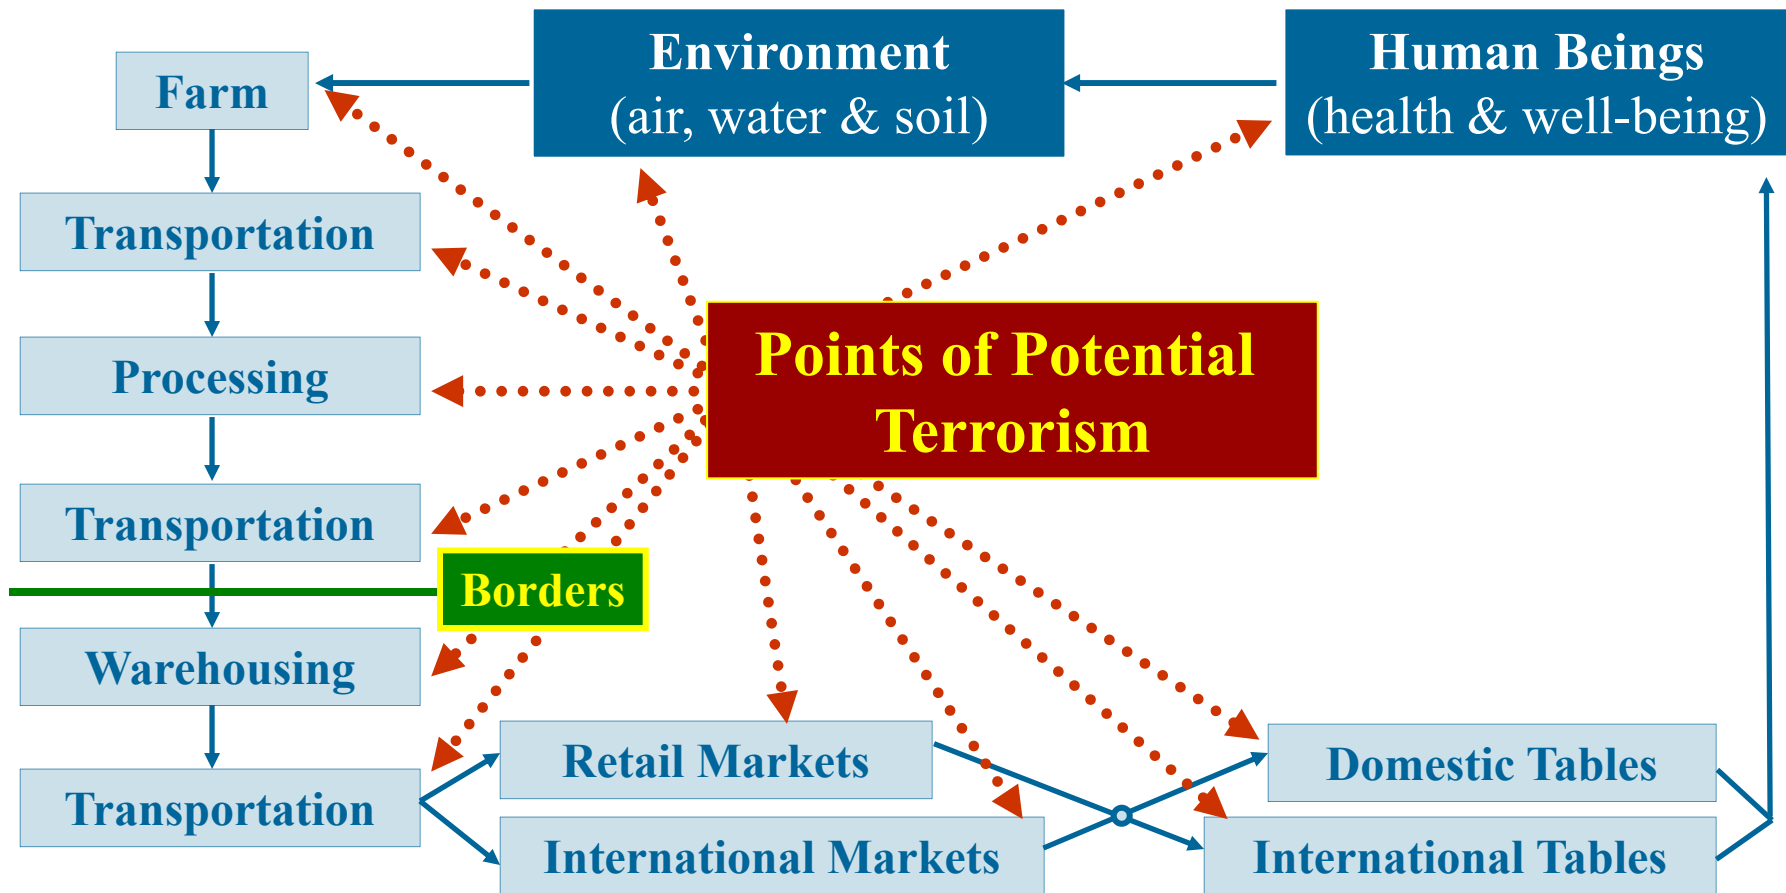 Farm
Environment
(air, water & soil)
Human Beings
(health & well-being)
Transportation
Points of Potential
Terrorism
Processing
Transportation
Borders
Warehousing
Transportation
Retail Markets
International Markets
Domestic Tables
International Tables